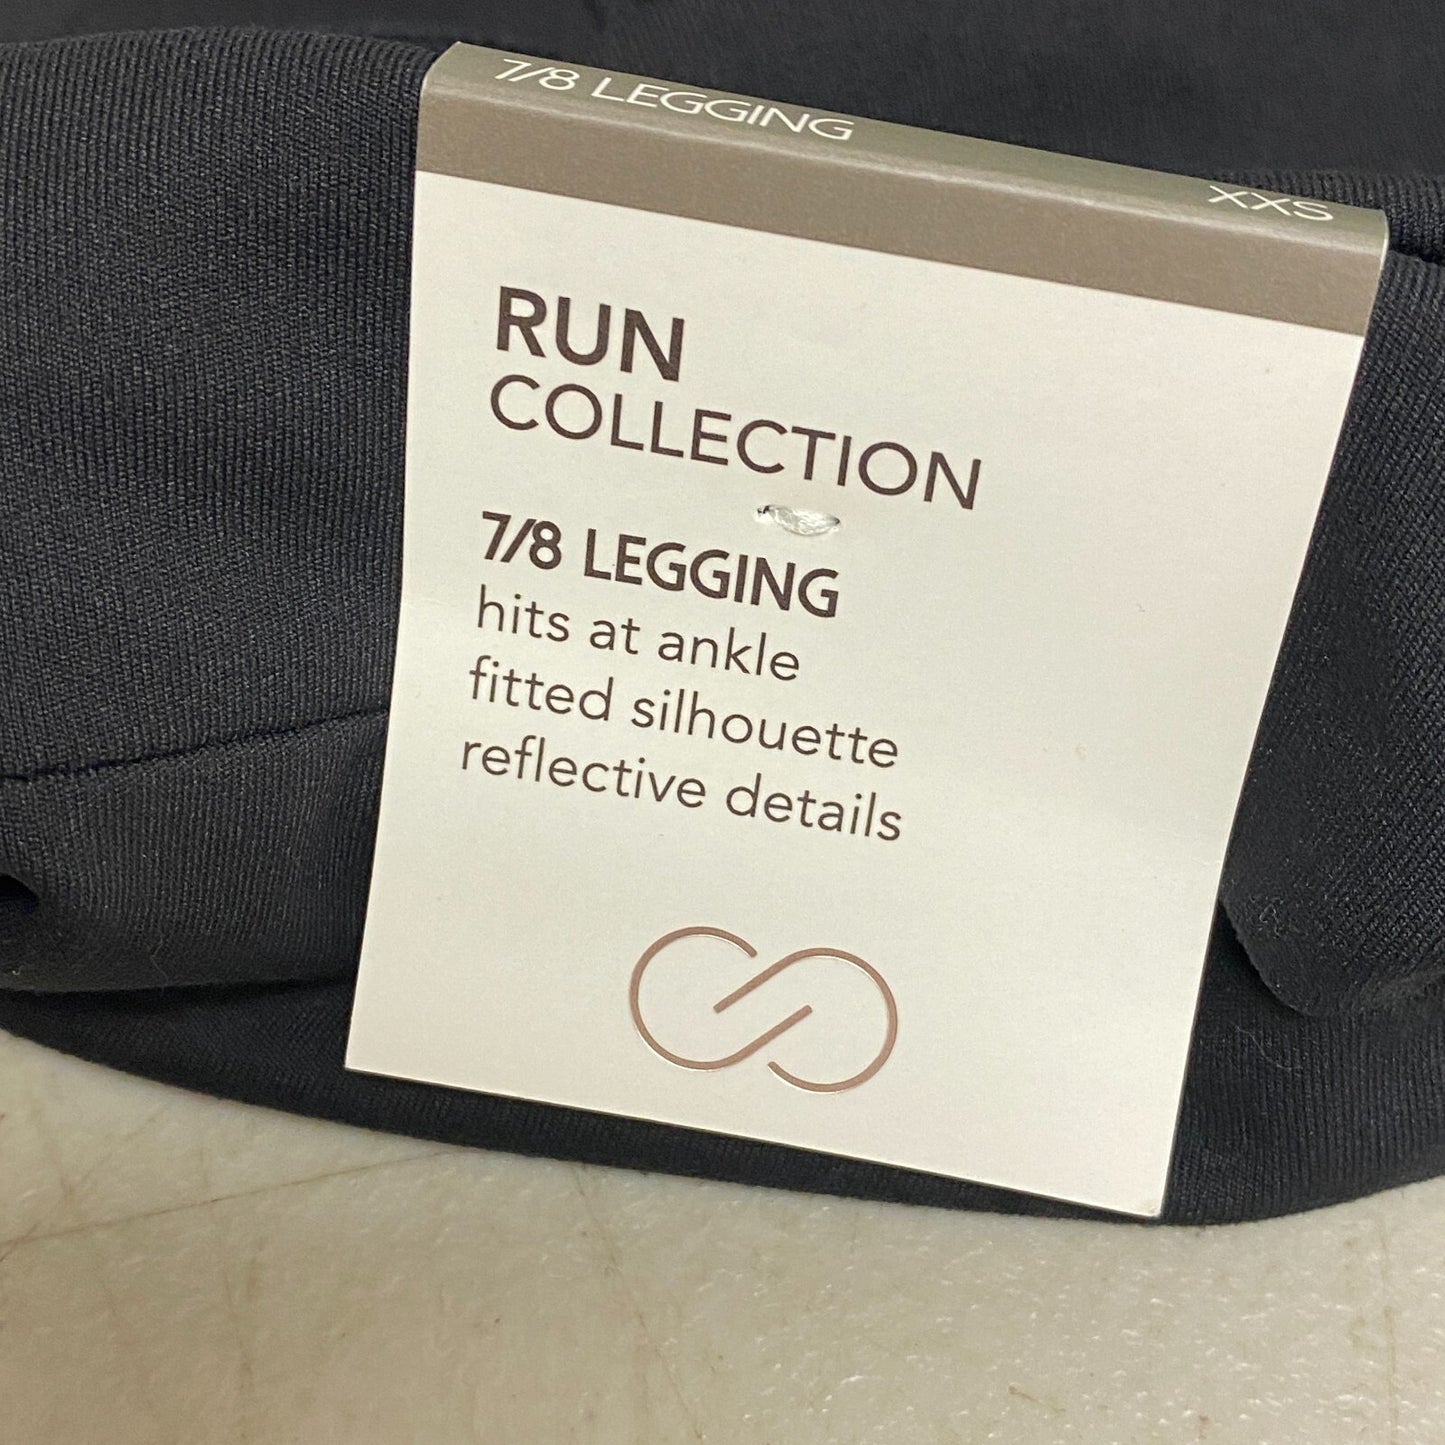 7/8 LEGGING
XXS
RUN
COLLECTION
7/8 LEGGING
hits at ankle
fitted silhouette
reflective details